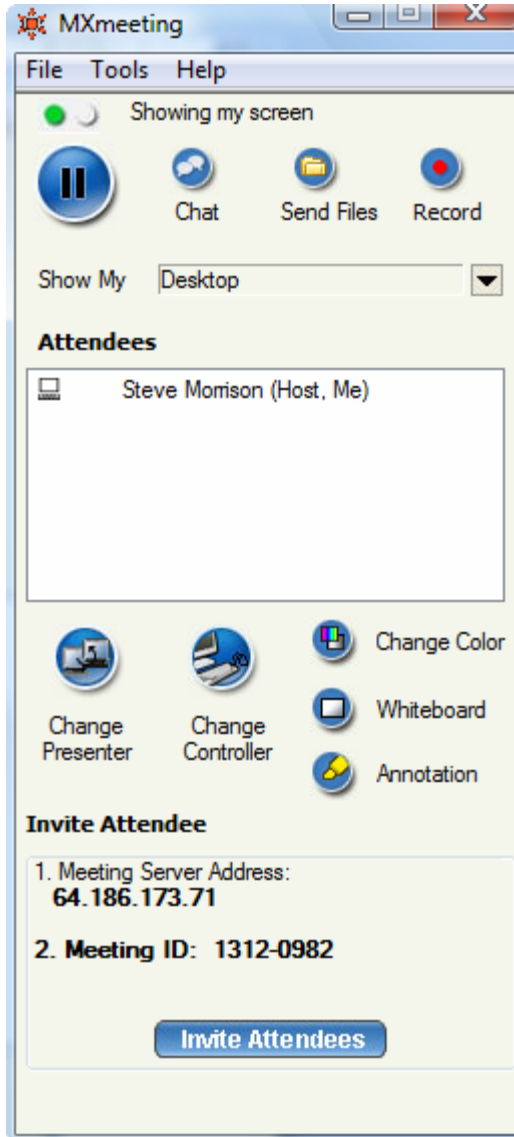 MXmeeting
File Tools Help
Showing my screen
Chat Send Files Record
Show My Desktop
Attendees
Steve Morrison (Host, Me)
Change Color
Whiteboard
Annotation
Change Presenter
Change Controller
Invite Attendee
1. Meeting Server Address:
64.186.173.71
2. Meeting ID: 1312-0982
Invite Attendees